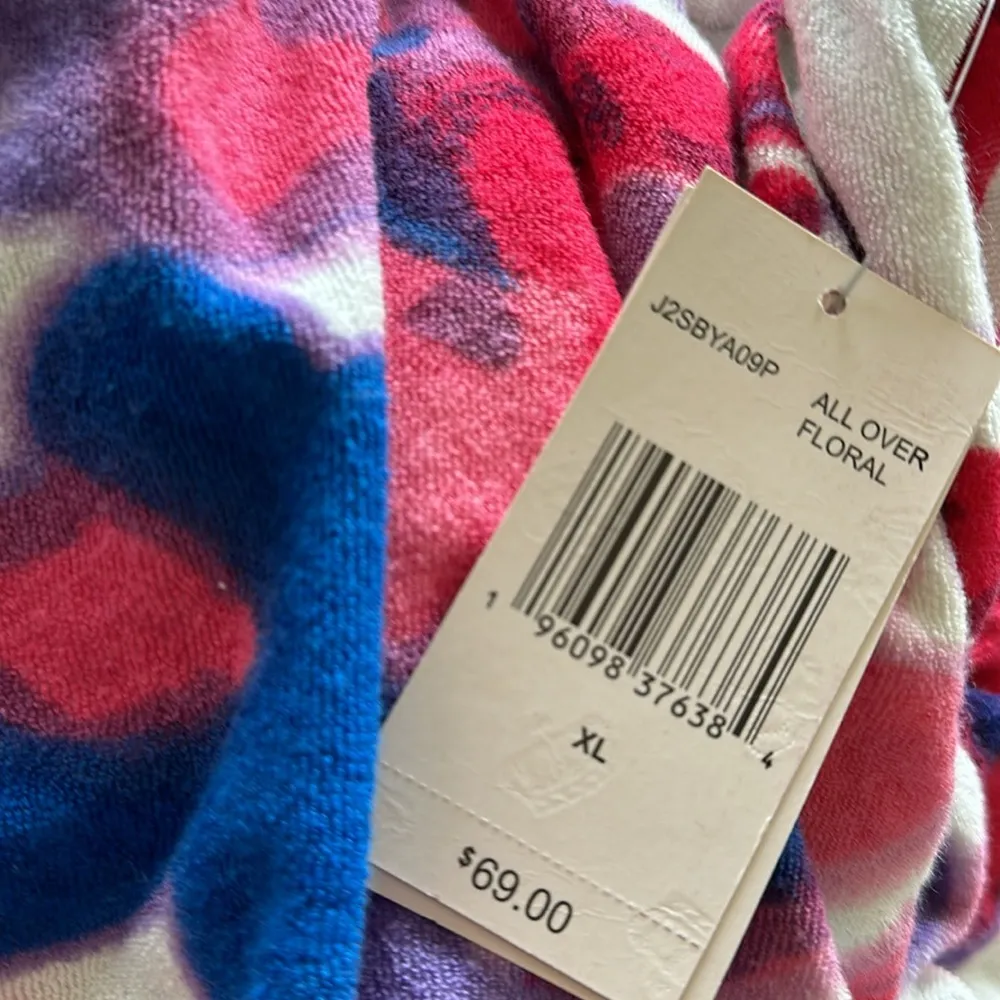 J2SBYA09P
ALL OVER
FLORAL
1 96098 37638 4
XL
$69.00